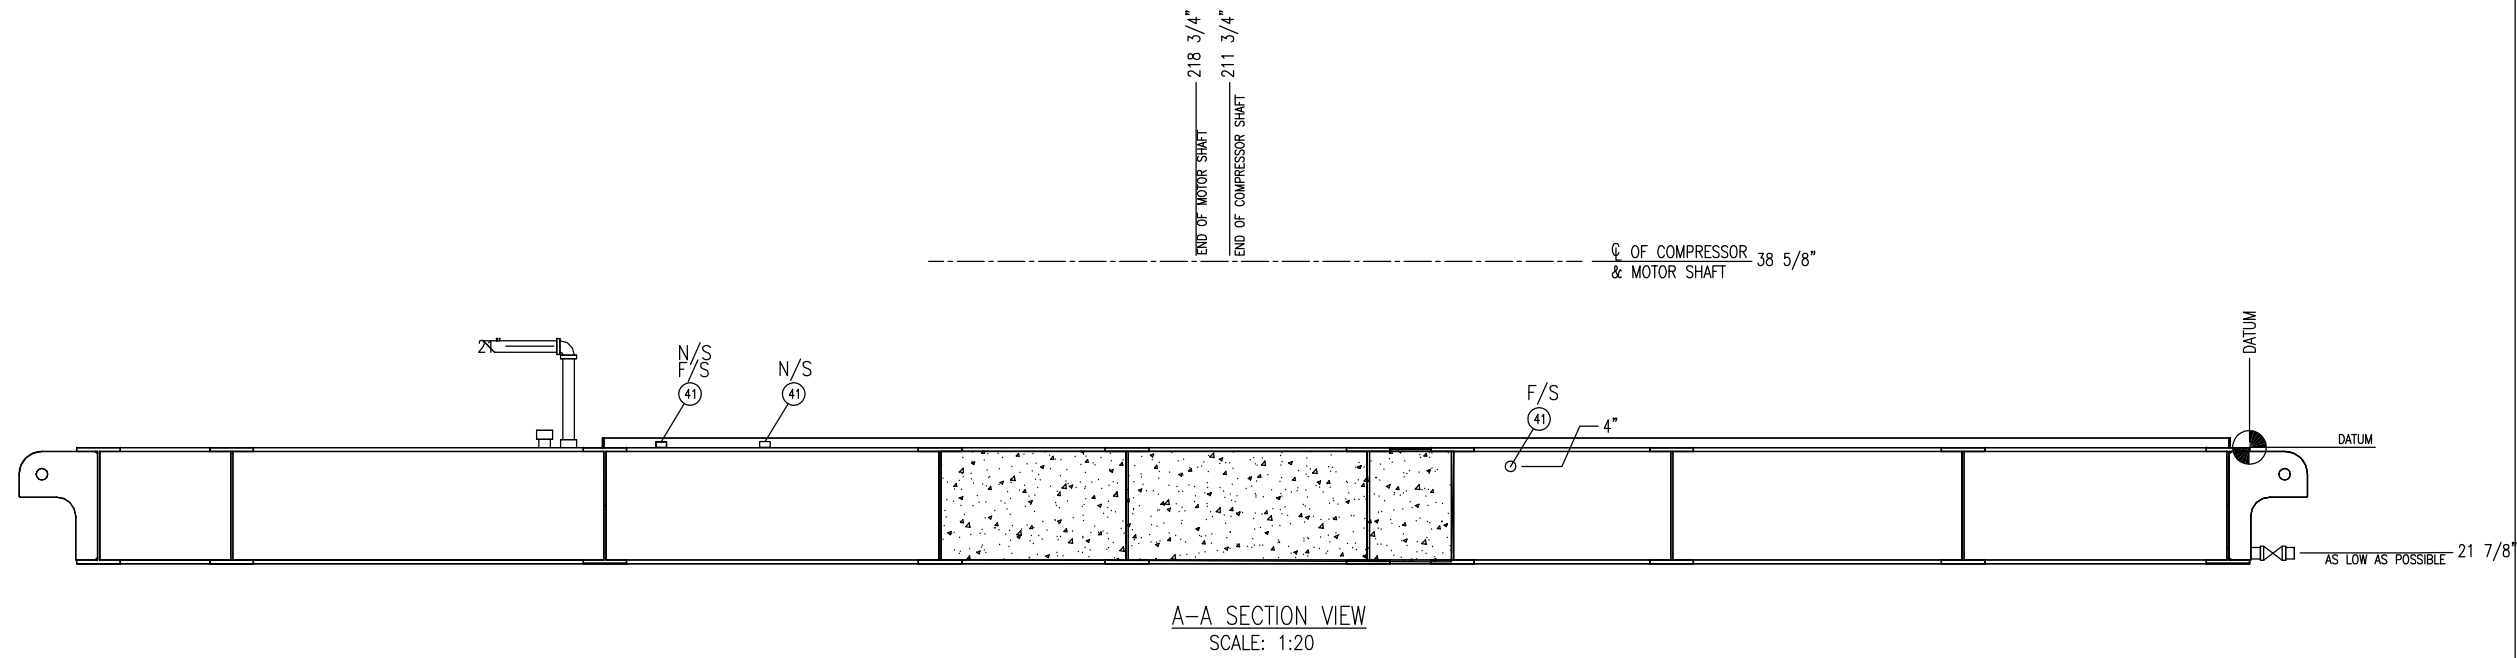 218 3/4"
211 3/4"
END OF MOTOR SHAFT
END OF COMPRESSOR SHAFT
℄ OF COMPRESSOR
& MOTOR SHAFT
38 5/8"
DATUM
21"
N/S
F/S
41
N/S
41
F/S
41
4"
DATUM
AS LOW AS POSSIBLE
21 7/8"
A-A SECTION VIEW
SCALE: 1:20